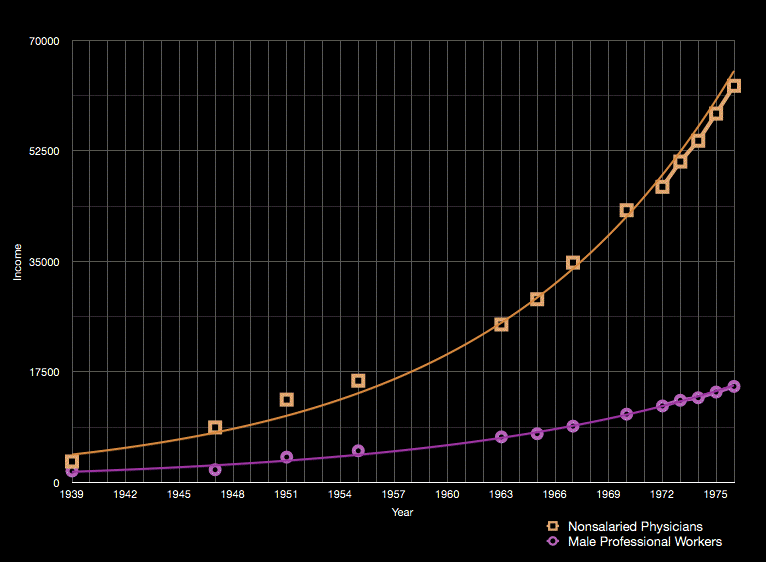 70000
52500
35000
17500
0
Income
1939 1942 1945 1948 1951 1954 1957 1960 1963 1966 1969 1972 1975
Year
Nonsalaried Physicians
Male Professional Workers